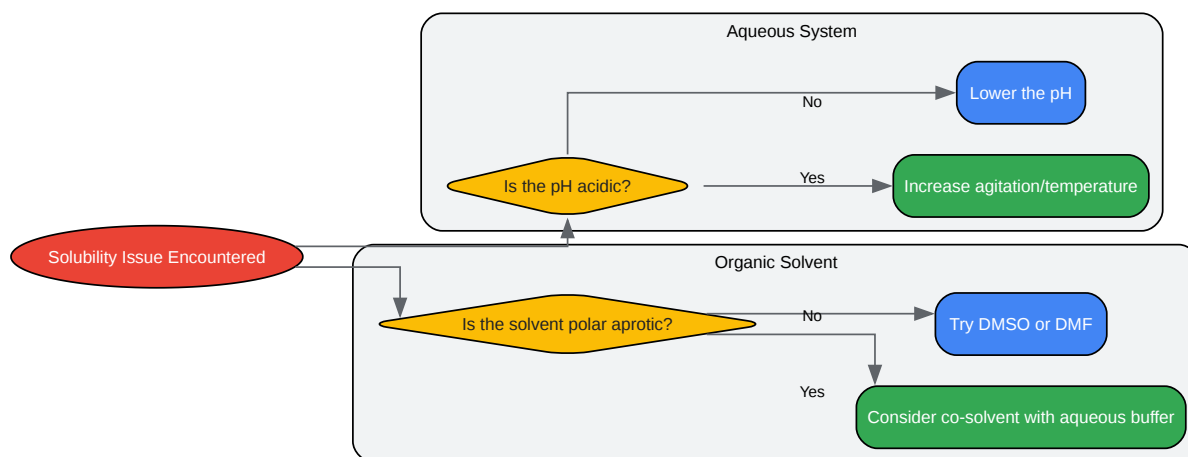 Aqueous System
Lower the pH
No
Is the pH acidic?
Yes
Increase agitation/temperature
Solubility Issue Encountered
Organic Solvent
Is the solvent polar aprotic?
No
Try DMSO or DMF
Yes
Consider co-solvent with aqueous buffer